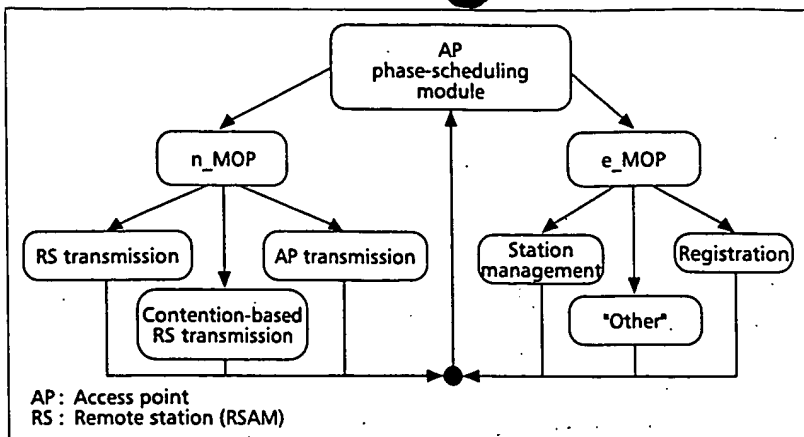 AP
phase-scheduling
module
n_MOP
e_MOP
RS transmission
AP transmission
Contention-based
RS transmission
Station
management
Registration
"Other"
AP : Access point
RS : Remote station (RSAM)